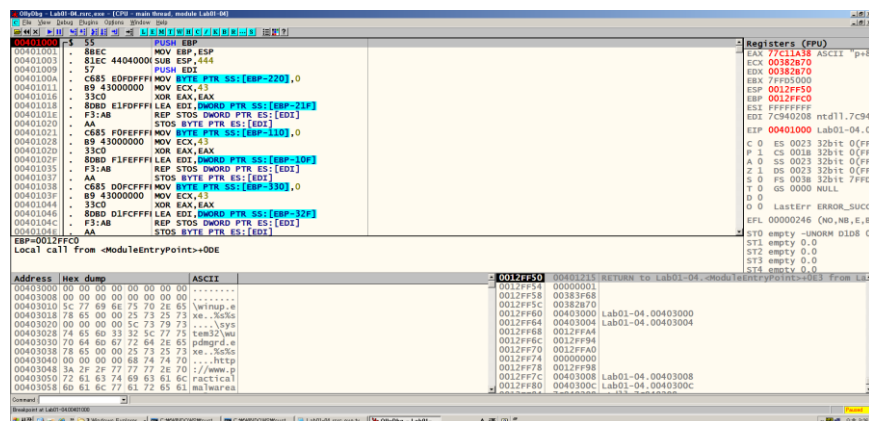 OllyDbg - Lab01-04.rsrc.exe - [CPU - main thread, module Lab01-04]
File View Debug Plugins Options Window Help
L E M T W H C / K B R ... S
00401000 $ 55 PUSH EBP
00401001 . 8BEC MOV EBP,ESP
00401003 . 81EC 44040000 SUB ESP,444
00401009 . 57 PUSH EDI
0040100A . C685 E0FDFFFF MOV BYTE PTR SS:[EBP-220],0
00401011 . B9 43000000 MOV ECX,43
00401016 . 33C0 XOR EAX,EAX
00401018 . 8DBD E1FDFFFF LEA EDI,DWORD PTR SS:[EBP-21F]
0040101E . F3:AB REP STOS DWORD PTR ES:[EDI]
00401020 . AA STOS BYTE PTR ES:[EDI]
00401021 . C685 F0FEFFFF MOV BYTE PTR SS:[EBP-110],0
00401028 . B9 43000000 MOV ECX,43
0040102D . 33C0 XOR EAX,EAX
0040102F . 8DBD F1FEFFFF LEA EDI,DWORD PTR SS:[EBP-10F]
00401035 . F3:AB REP STOS DWORD PTR ES:[EDI]
00401037 . AA STOS BYTE PTR ES:[EDI]
00401038 . C685 D0FCFFFF MOV BYTE PTR SS:[EBP-330],0
0040103F . B9 43000000 MOV ECX,43
00401044 . 33C0 XOR EAX,EAX
00401046 . 8DBD D1FCFFFF LEA EDI,DWORD PTR SS:[EBP-32F]
0040104C . F3:AB REP STOS DWORD PTR ES:[EDI]
0040104E . AA STOS BYTE PTR ES:[EDI]
EBP=0012FFC0
Local call from <ModuleEntryPoint>+0DE
Registers (FPU)
EAX 77C11A38 ASCII "p+8
ECX 00382B70
EDX 00382B70
EBX 7FFD5000
ESP 0012FF50
EBP 0012FFC0
ESI FFFFFFFF
EDI 7C940208 ntdll.7C94
EIP 00401000 Lab01-04.0
C 0 ES 0023 32bit 0(FF
P 1 CS 001B 32bit 0(FF
A 0 SS 0023 32bit 0(FF
Z 1 DS 0023 32bit 0(FF
S 0 FS 003B 32bit 7FFD
T 0 GS 0000 NULL
D 0
O 0 LastErr ERROR_SUCC
EFL 00000246 (NO,NB,E,B
ST0 empty -UNORM D1D8 0
ST1 empty 0.0
ST2 empty 0.0
ST3 empty 0.0
ST4 empty 0.0
Address Hex dump ASCII
00403000 00 00 00 00 00 00 00 00 ........
00403008 00 00 00 00 00 00 00 00 ........
00403010 5C 77 69 6E 75 70 2E 65 \winup.e
00403018 78 65 00 00 25 73 25 73 xe..%s%s
00403020 00 00 00 00 5C 73 79 73 ....\sys
00403028 74 65 6D 33 32 5C 77 75 tem32\wu
00403030 70 64 6D 67 72 64 2E 65 pdmgrd.e
00403038 78 65 00 00 25 73 25 73 xe..%s%s
00403040 00 00 00 00 68 74 74 70 ....http
00403048 3A 2F 2F 77 77 77 2E 70 ://www.p
00403050 72 61 63 74 69 63 61 6C ractical
00403058 6D 61 6C 77 61 72 65 61 malwarea
0012FF50 00401215 RETURN to Lab01-04.<ModuleEntryPoint>+0E3 from La
0012FF54 00000001
0012FF58 00383F68
0012FF5C 00382B70
0012FF60 00403000 Lab01-04.00403000
0012FF64 00403004 Lab01-04.00403004
0012FF68 0012FFA4
0012FF6C 0012FF94
0012FF70 0012FFA0
0012FF74 00000000
0012FF78 0012FF98
0012FF7C 00403008 Lab01-04.00403008
0012FF80 0040300C Lab01-04.0040300C
Command
Breakpoint at Lab01-04.00401000
Paused